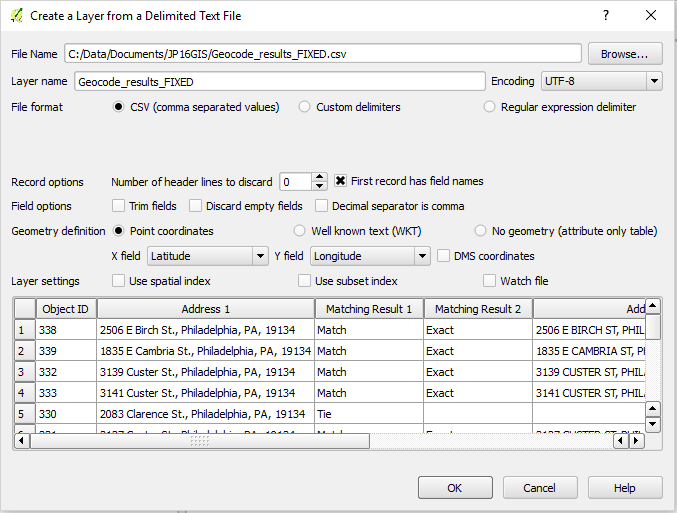 Create a Layer from a Delimited Text File ? ×
File Name C:/Data/Documents/JP16GIS/Geocode_results_FIXED.csv Browse...
Layer name Geocode_results_FIXED Encoding UTF-8
File format CSV (comma separated values) Custom delimiters Regular expression delimiter
Record options Number of header lines to discard 0 First record has field names
Field options Trim fields Discard empty fields Decimal separator is comma
Geometry definition Point coordinates Well known text (WKT) No geometry (attribute only table)
X field Latitude Y field Longitude DMS coordinates
Layer settings Use spatial index Use subset index Watch file
Object ID Address 1 Matching Result 1 Matching Result 2 Add
1 338 2506 E Birch St., Philadelphia, PA, 19134 Match Exact 2506 E BIRCH ST, PHIL
2 339 1835 E Cambria St., Philadelphia, PA, 19134 Match Exact 1835 E CAMBRIA ST, P
3 332 3139 Custer St., Philadelphia, PA, 19134 Match Exact 3139 CUSTER ST, PHILA
4 333 3141 Custer St., Philadelphia, PA, 19134 Match Exact 3141 CUSTER ST, PHILA
5 330 2083 Clarence St., Philadelphia, PA, 19134 Tie
OK Cancel Help